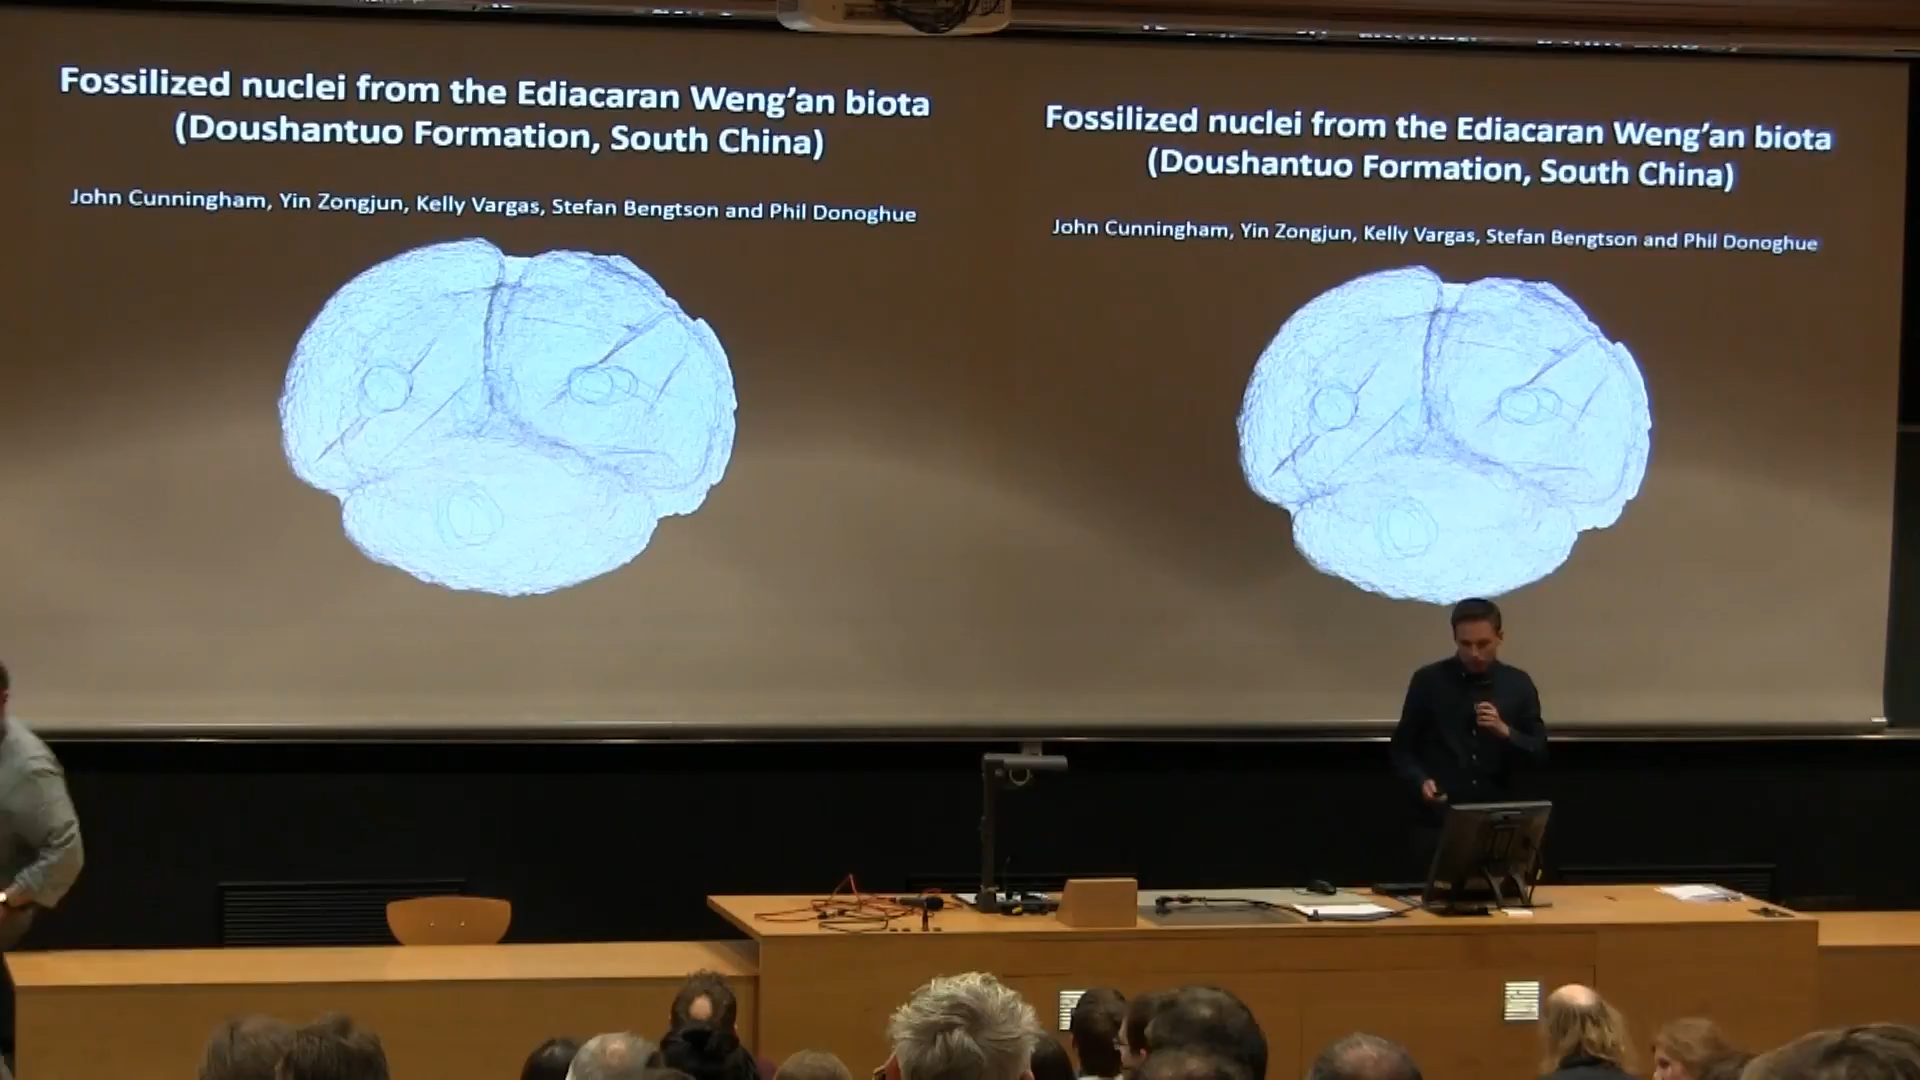 Fossilized nuclei from the Ediacaran Weng’an biota
(Doushantuo Formation, South China)
John Cunningham, Yin Zongjun, Kelly Vargas, Stefan Bengtson and Phil Donoghue
Fossilized nuclei from the Ediacaran Weng’an biota
(Doushantuo Formation, South China)
John Cunningham, Yin Zongjun, Kelly Vargas, Stefan Bengtson and Phil Donoghue